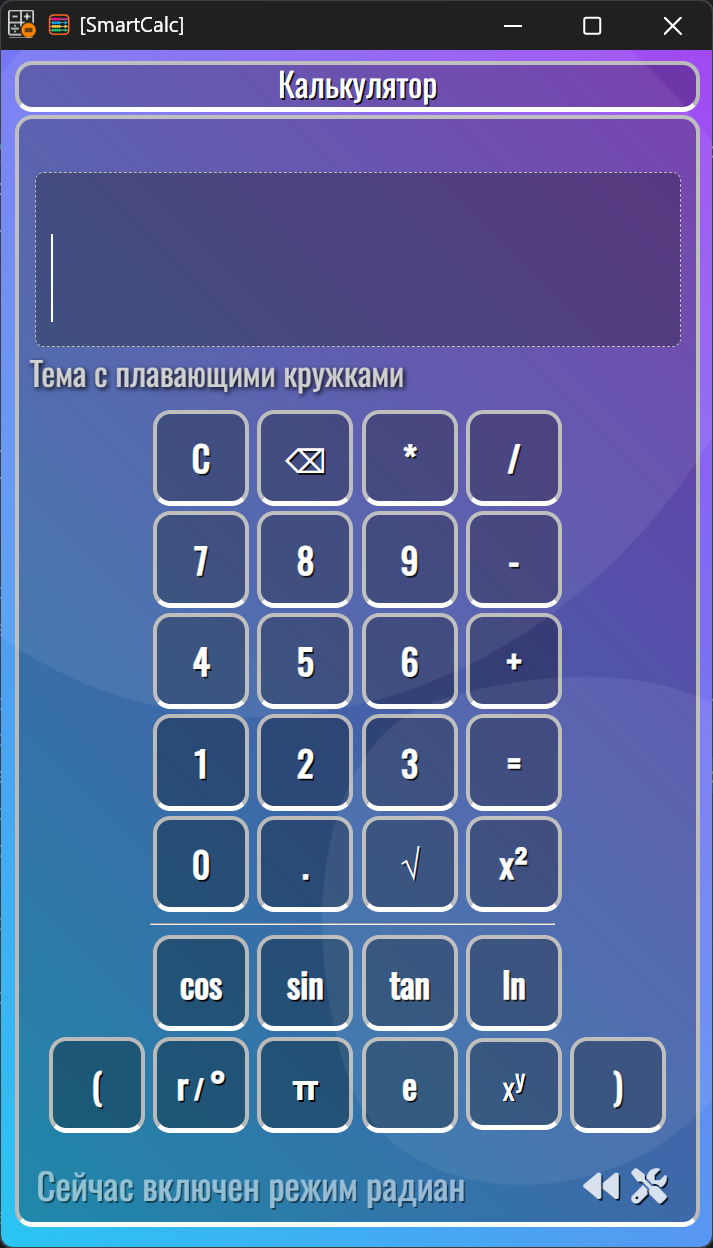 [SmartCalc]
Калькулятор
Тема с плавающими кружками
C ⌫ * /
7 8 9 -
4 5 6 +
1 2 3 =
0 . √ x²
cos sin tan ln
( r / ° π e xʸ )
Сейчас включен режим радиан